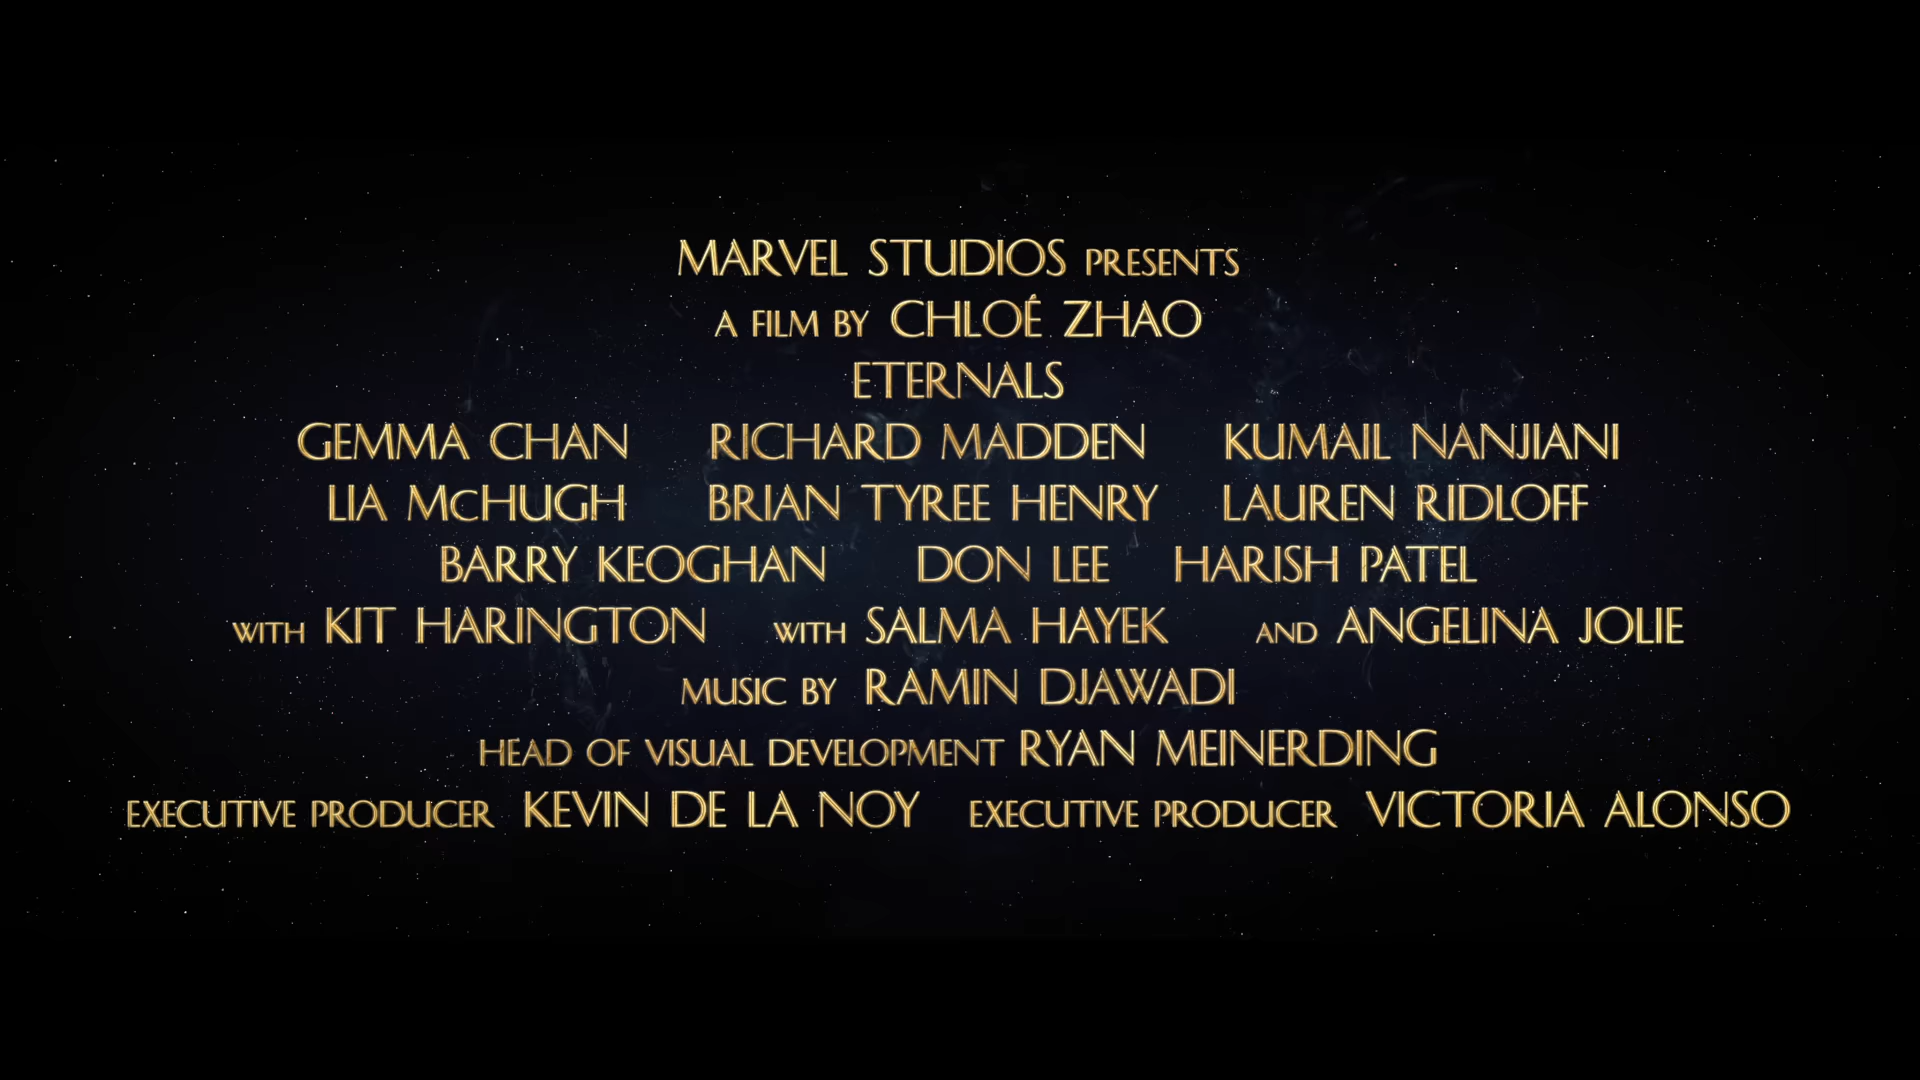 MARVEL STUDIOS PRESENTS
A FILM BY CHLOÉ ZHAO
ETERNALS
GEMMA CHAN RICHARD MADDEN KUMAIL NANJIANI
LIA McHUGH BRIAN TYREE HENRY LAUREN RIDLOFF
BARRY KEOGHAN DON LEE HARISH PATEL
WITH KIT HARINGTON WITH SALMA HAYEK AND ANGELINA JOLIE
MUSIC BY RAMIN DJAWADI
HEAD OF VISUAL DEVELOPMENT RYAN MEINERDING
EXECUTIVE PRODUCER KEVIN DE LA NOY EXECUTIVE PRODUCER VICTORIA ALONSO